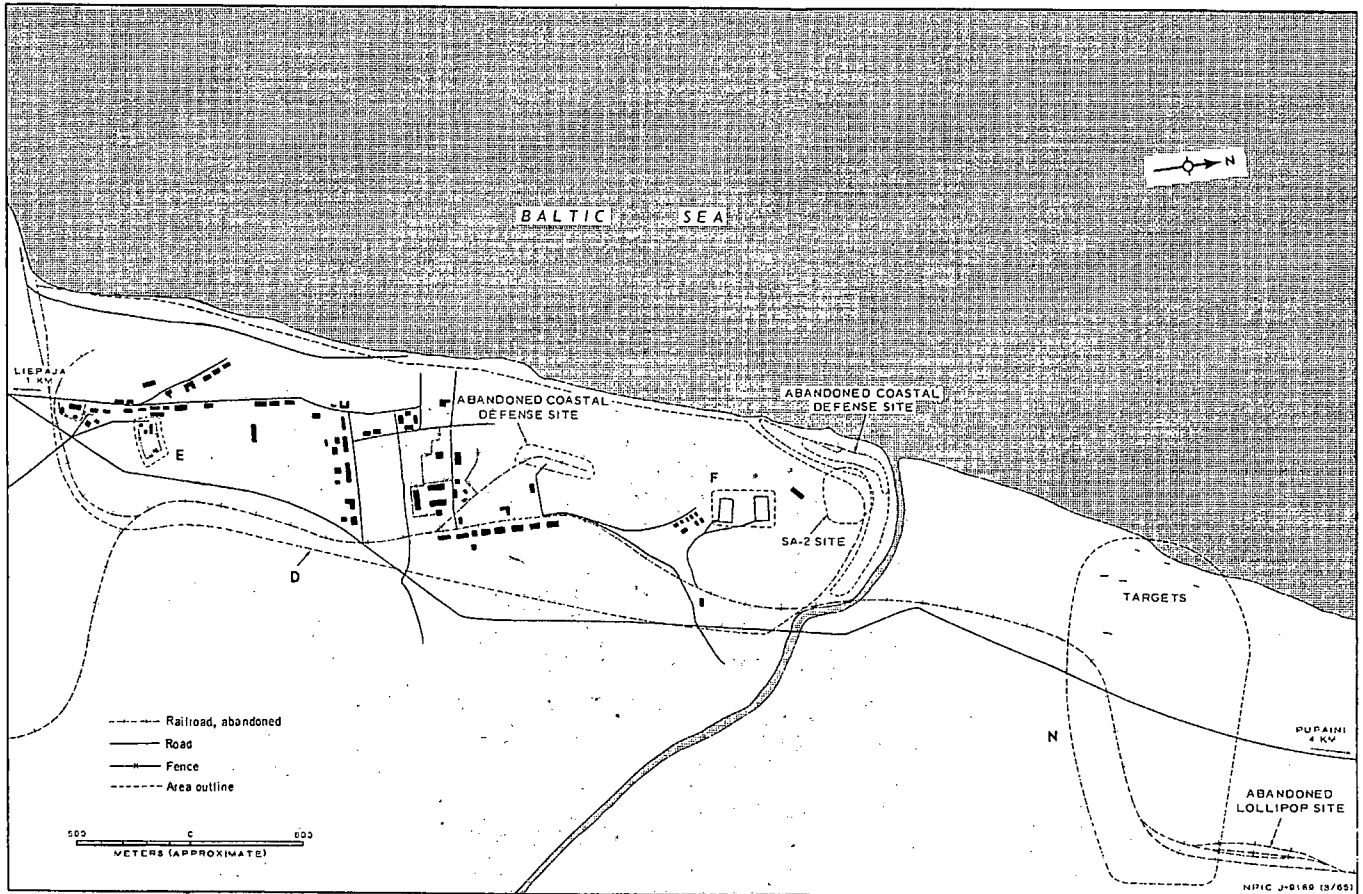 N
BALTIC SEA
LIEPAJA
1 KM
ABANDONED COASTAL
DEFENSE SITE
ABANDONED COASTAL
DEFENSE SITE
E
F
SA-2 SITE
D
TARGETS
N
PUPAINI
4 KM
ABANDONED
LOLLIPOP SITE
Railroad, abandoned
Road
Fence
Area outline
500 0
METERS (APPROXIMATE)
NPIC J-9169 (3/65)